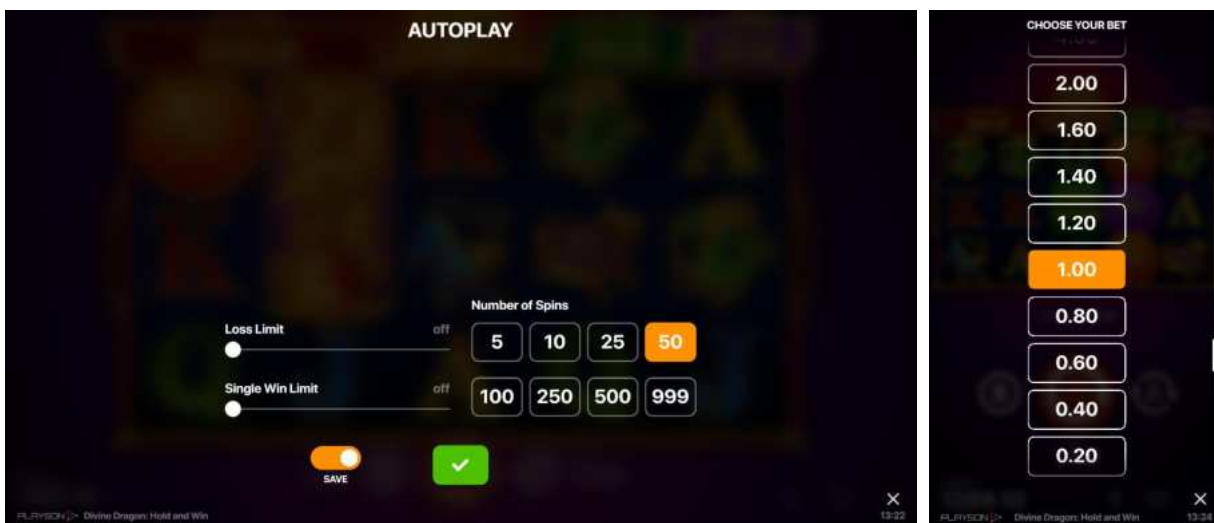 AUTOPLAY
Number of Spins
Loss Limit off
5 10 25 50
Single Win Limit off
100 250 500 999
SAVE
PLAYSON Divine Dragon: Hold and Win 13:22
CHOOSE YOUR BET
2.00
1.60
1.40
1.20
1.00
0.80
0.60
0.40
0.20
PLAYSON Divine Dragon: Hold and Win 13:24